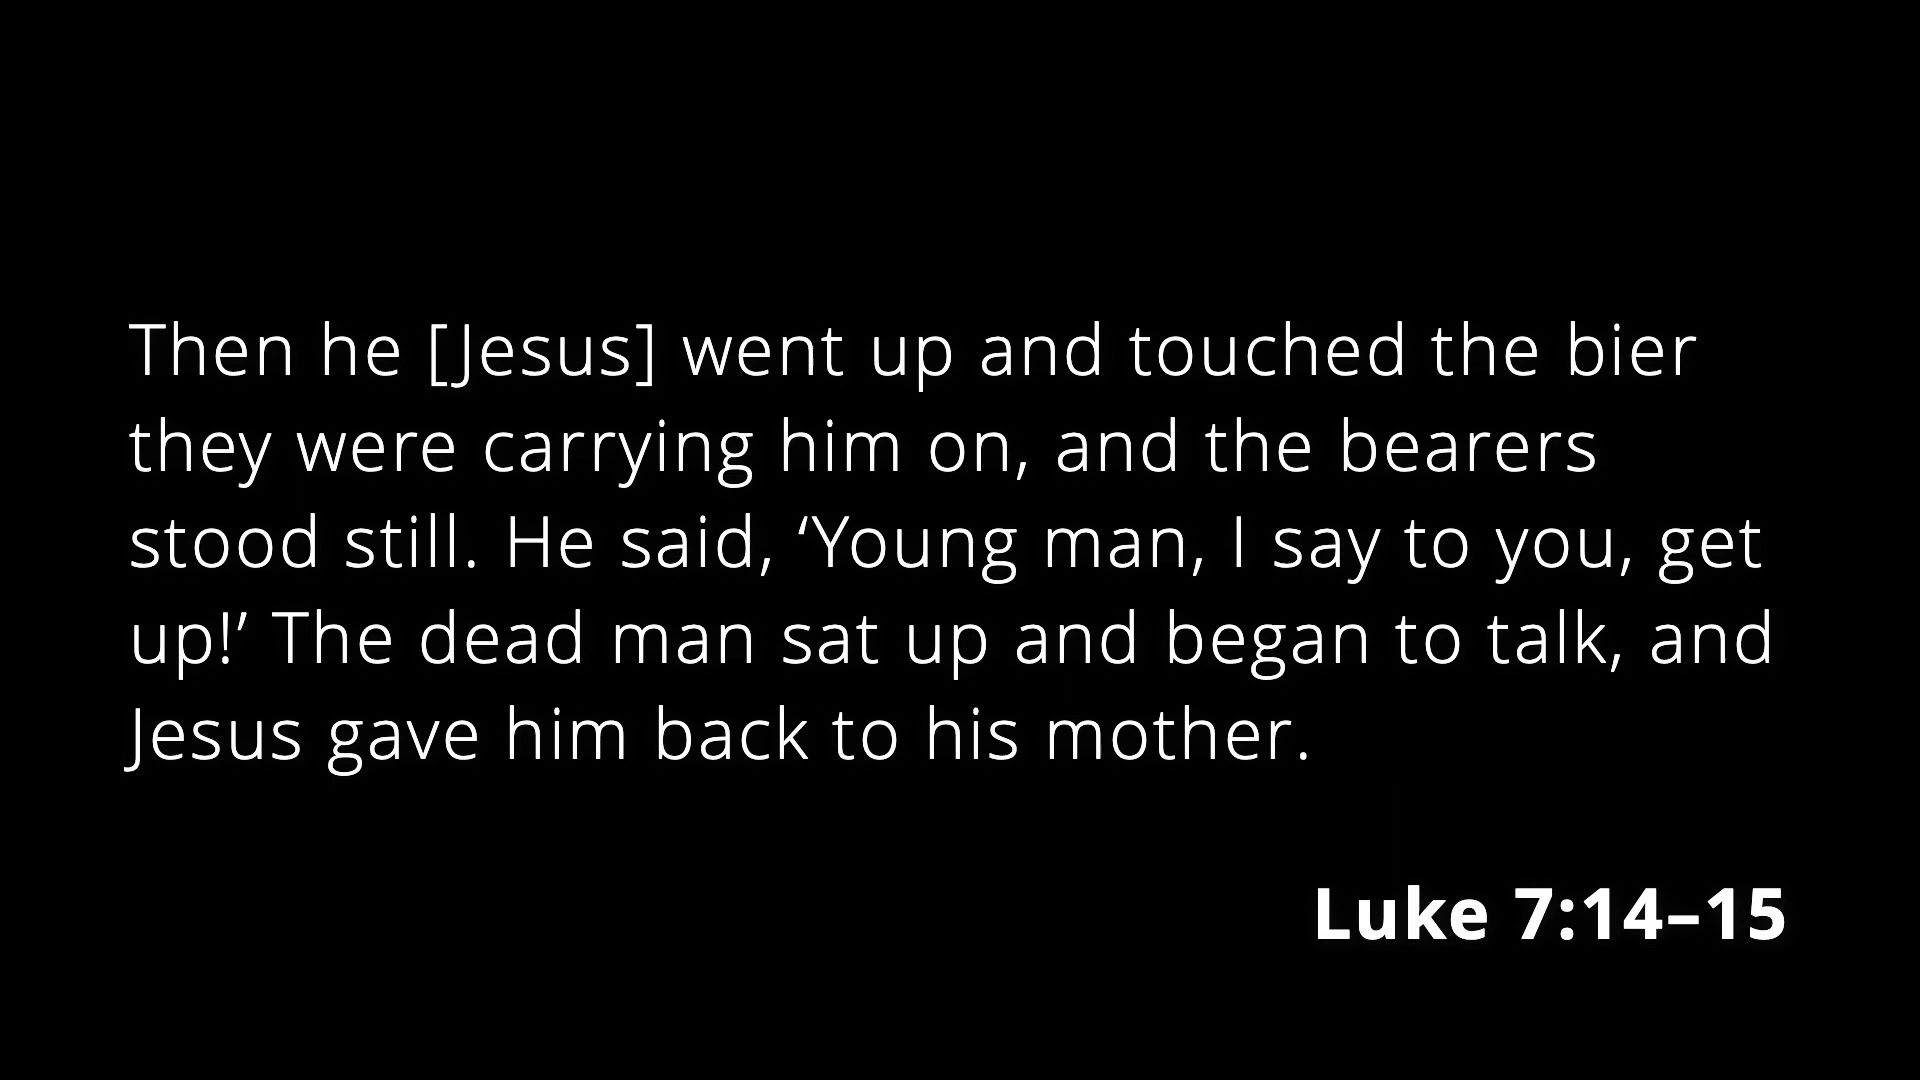 Then he [Jesus] went up and touched the bier
they were carrying him on, and the bearers
stood still. He said, ‘Young man, I say to you, get
up!’ The dead man sat up and began to talk, and
Jesus gave him back to his mother.
Luke 7:14–15